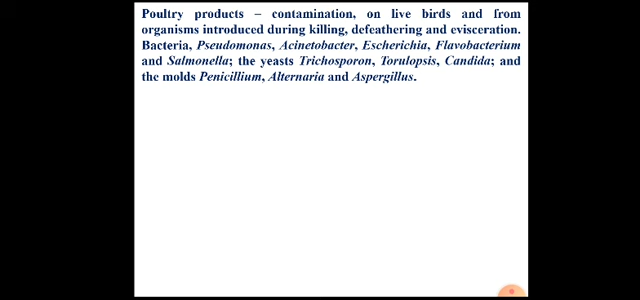 Poultry products – contamination, on live birds and from
organisms introduced during killing, defeathering and evisceration.
Bacteria, Pseudomonas, Acinetobacter, Escherichia, Flavobacterium
and Salmonella; the yeasts Trichosporon, Torulopsis, Candida; and
the molds Penicillium, Alternaria and Aspergillus.